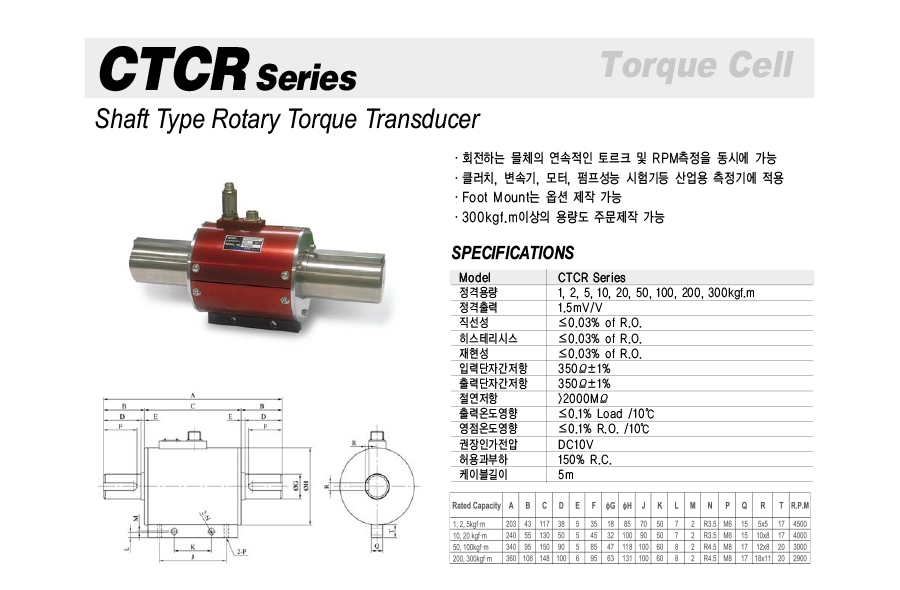 CTCR Series
Torque Cell
Shaft Type Rotary Torque Transducer
· 회전하는 물체의 연속적인 토르크 및 RPM측정을 동시에 가능
· 클러치, 변속기, 모터, 펌프성능 시험기등 산업용 측정기에 적용
· Foot Mount는 옵션 제작 가능
· 300kgf.m이상의 용량도 주문제작 가능
SPECIFICATIONS
Model CTCR Series
정격용량 1, 2, 5, 10, 20, 50, 100, 200, 300kgf.m
정격출력 1.5mV/V
직선성 ≤0.03% of R.O.
히스테리시스 ≤0.03% of R.O.
재현성 ≤0.03% of R.O.
입력단자간저항 350Ω±1%
출력단자간저항 350Ω±1%
절연저항 >2000MΩ
출력온도영향 ≤0.1% Load /10℃
영점온도영향 ≤0.1% R.O. /10℃
권장인가전압 DC10V
허용과부하 150% R.C.
케이블길이 5m
A
B C B
D E E D
F F
R
R
ØG ØH
M
2-N
L
K
J
2-P
T
Q
Rated Capacity A B C D E F ϕG ϕH J K L M N P Q R T R.P.M
1, 2, 5kgf·m 203 43 117 38 5 35 18 85 70 50 7 2 R3.5 M6 15 5x5 17 4500
10, 20 kgf·m 240 55 130 50 5 45 32 100 90 50 7 2 R3.5 M6 15 10x8 17 4000
50, 100kgf·m 340 95 150 90 5 85 47 118 100 60 8 2 R4.5 M8 17 12x8 20 3000
200, 300kgf·m 360 106 148 100 6 95 63 131 100 60 8 2 R4.5 M8 17 18x11 20 2900